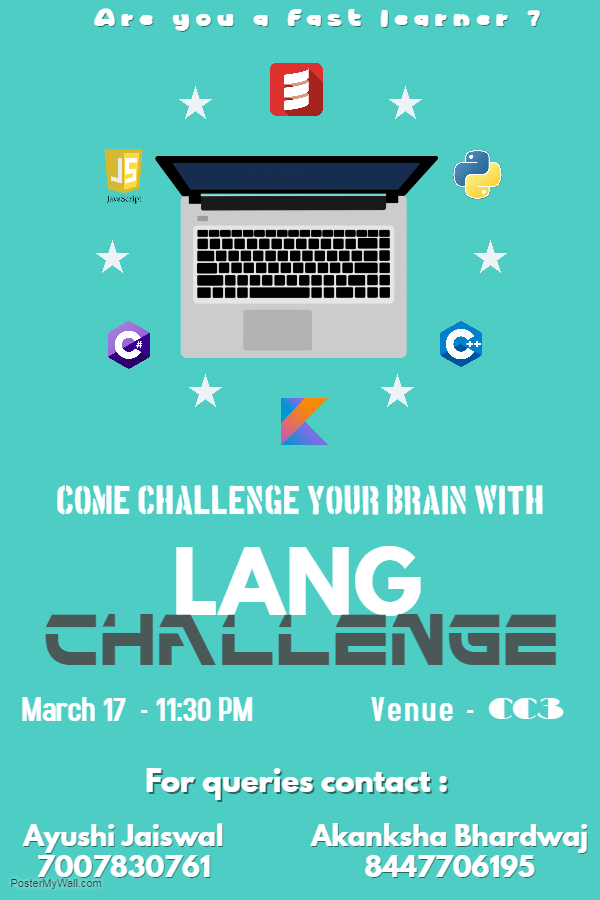 Are you a fast learner ?
JS
JavaScript
C#
C++
COME CHALLENGE YOUR BRAIN WITH
LANG
CHALLENGE
March 17 - 11:30 PM
Venue - CC3
For queries contact :
Ayushi Jaiswal
7007830761
Akanksha Bhardwaj
8447706195
PosterMyWall.com